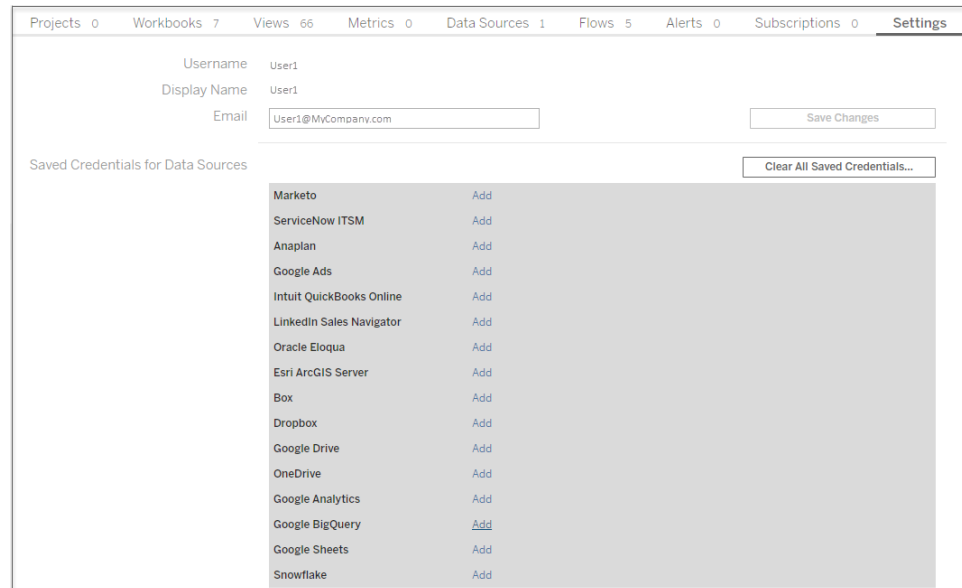 Projects 0 Workbooks 7 Views 66 Metrics 0 Data Sources 1 Flows 5 Alerts 0 Subscriptions 0 Settings
Username User1
Display Name User1
Email User1@MyCompany.com Save Changes
Saved Credentials for Data Sources Clear All Saved Credentials...
Marketo Add
ServiceNow ITSM Add
Anaplan Add
Google Ads Add
Intuit QuickBooks Online Add
LinkedIn Sales Navigator Add
Oracle Eloqua Add
Esri ArcGIS Server Add
Box Add
Dropbox Add
Google Drive Add
OneDrive Add
Google Analytics Add
Google BigQuery Add
Google Sheets Add
Snowflake Add